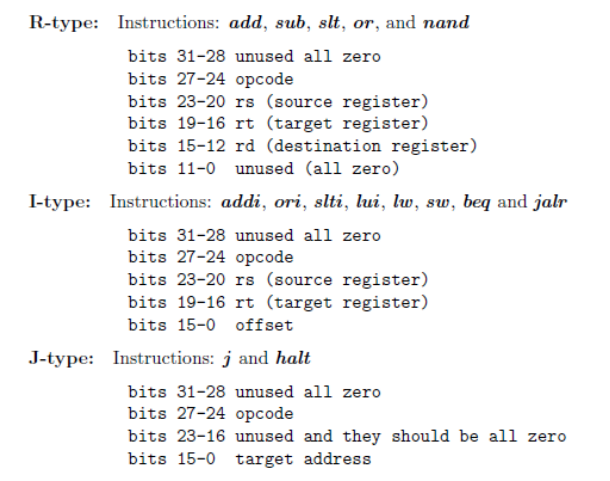 R-type: Instructions: add, sub, slt, or, and nand
bits 31-28 unused all zero
bits 27-24 opcode
bits 23-20 rs (source register)
bits 19-16 rt (target register)
bits 15-12 rd (destination register)
bits 11-0 unused (all zero)
I-type: Instructions: addi, ori, slti, lui, lw, sw, beq and jalr
bits 31-28 unused all zero
bits 27-24 opcode
bits 23-20 rs (source register)
bits 19-16 rt (target register)
bits 15-0 offset
J-type: Instructions: j and halt
bits 31-28 unused all zero
bits 27-24 opcode
bits 23-16 unused and they should be all zero
bits 15-0 target address